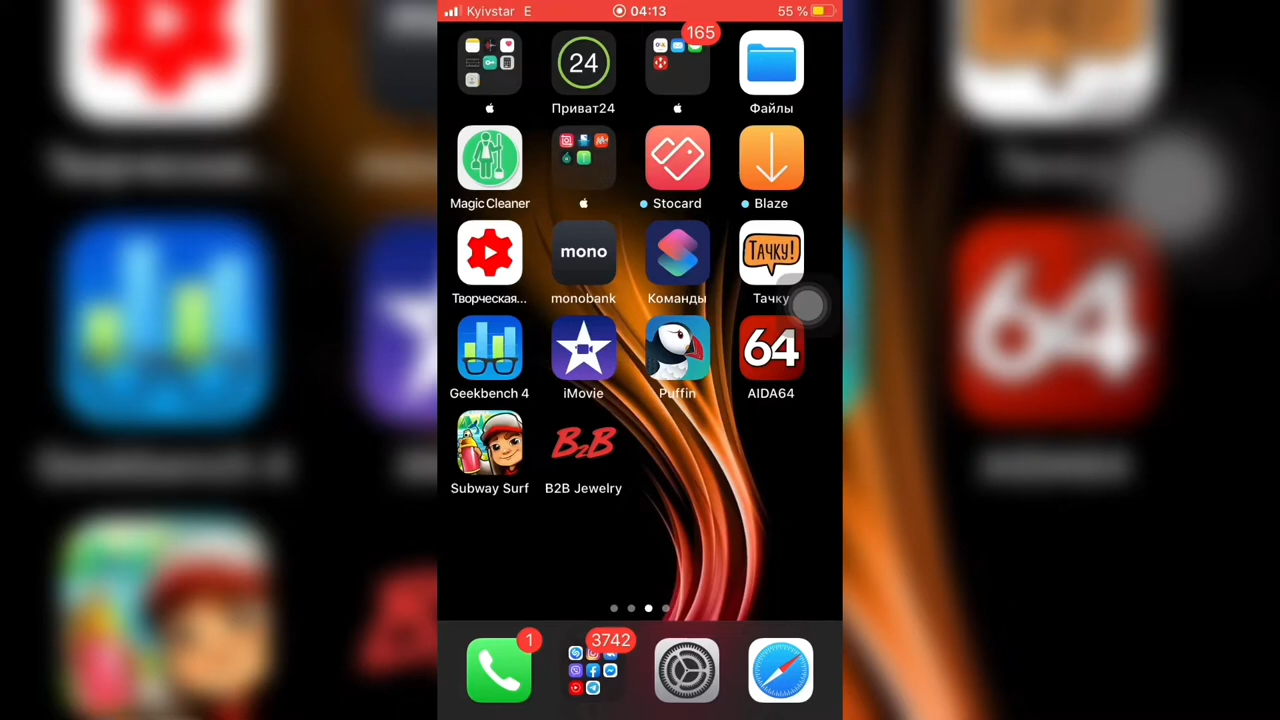 Kyivstar E 04:13 55 %
165
24
Приват24 Файлы
Magic Cleaner Stocard Blaze
mono ТАЧКУ!
Творческая... monobank Команды Тачку
64
Geekbench 4 iMovie Puffin AIDA64
B2B
Subway Surf B2B Jewelry
1 3742